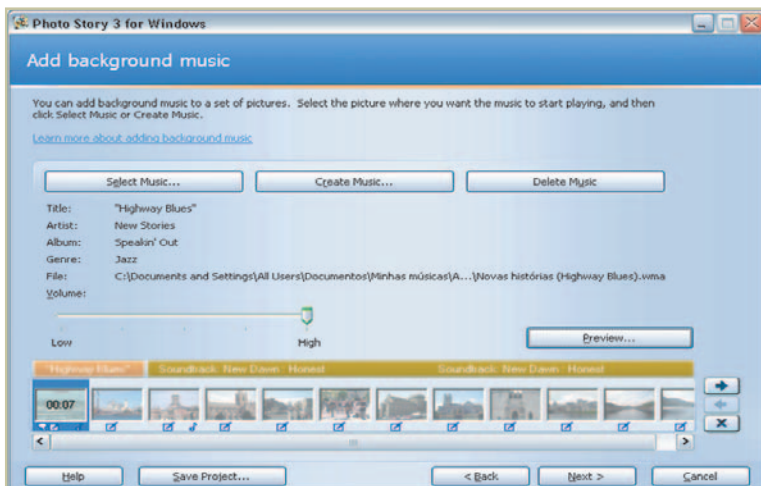 Photo Story 3 for Windows
Add background music
You can add background music to a set of pictures. Select the picture where you want the music to start playing, and then
click Select Music or Create Music.
Learn more about adding background music
Select Music... Create Music... Delete Music
Title: "Highway Blues"
Artist: New Stories
Album: Speakin' Out
Genre: Jazz
File: C:\Documents and Settings\All Users\Documentos\Minhas músicas\A...\Novas histórias (Highway Blues).wma
Volume:
Low High Preview...
"Highway Blues" Soundtrack: New Dawn : Honest Soundtrack: New Dawn : Honest
00:07
Help Save Project... < Back Next > Cancel